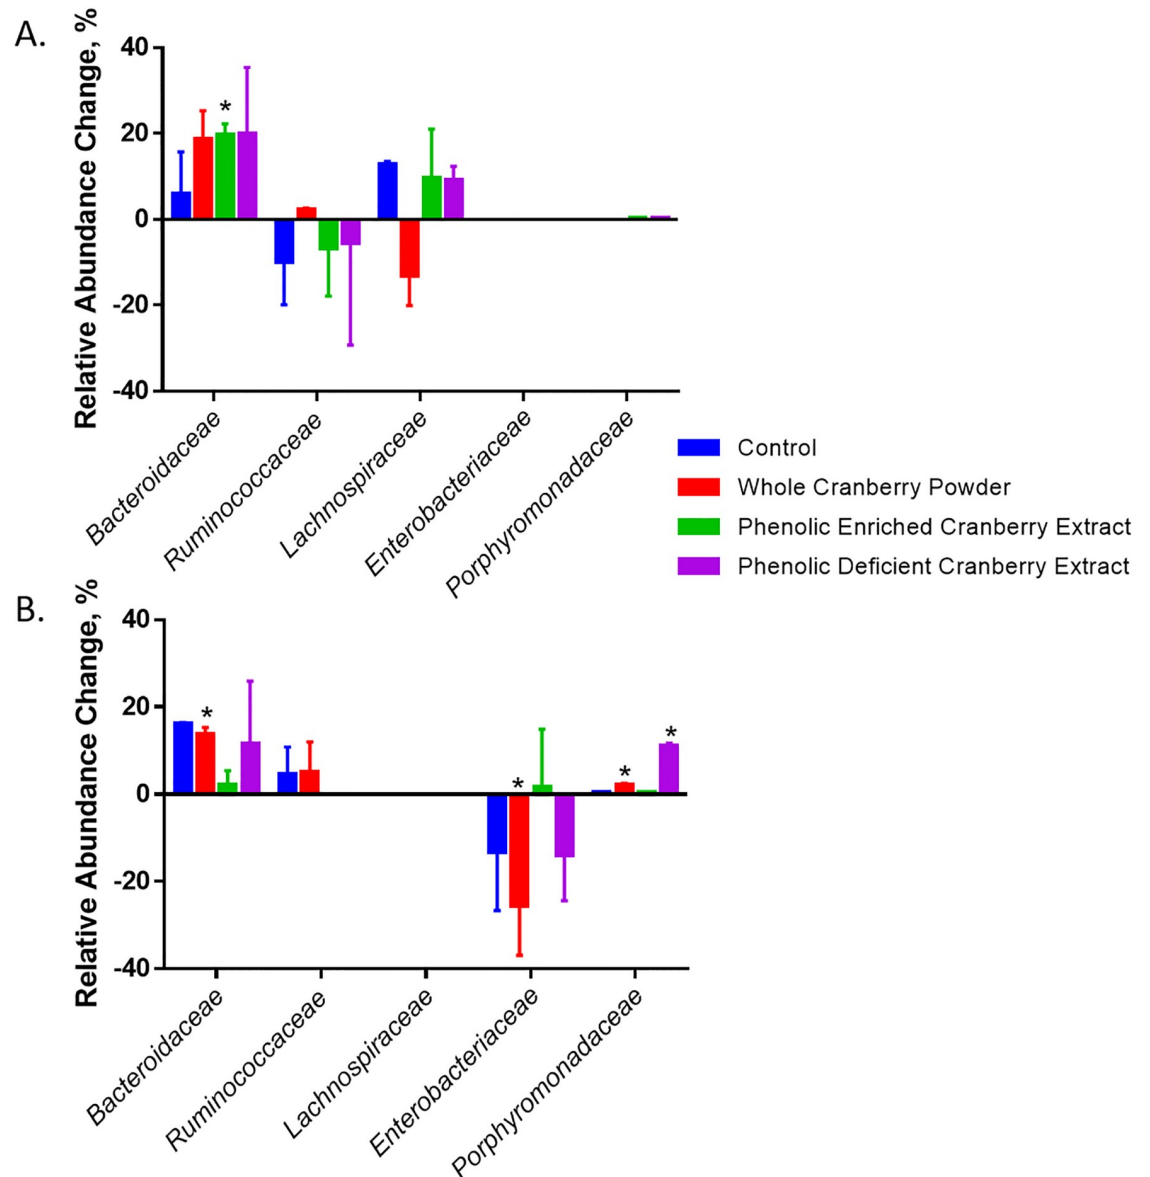 A.
Relative Abundance Change, %
40
20
0
-20
-40
Bacteroidaceae
Ruminococcaceae
Lachnospiraceae
Enterobacteriaceae
Porphyromonadaceae
Control
Whole Cranberry Powder
Phenolic Enriched Cranberry Extract
Phenolic Deficient Cranberry Extract
*
B.
Relative Abundance Change, %
40
20
0
-20
-40
*
*
*
*
Bacteroidaceae
Ruminococcaceae
Lachnospiraceae
Enterobacteriaceae
Porphyromonadaceae